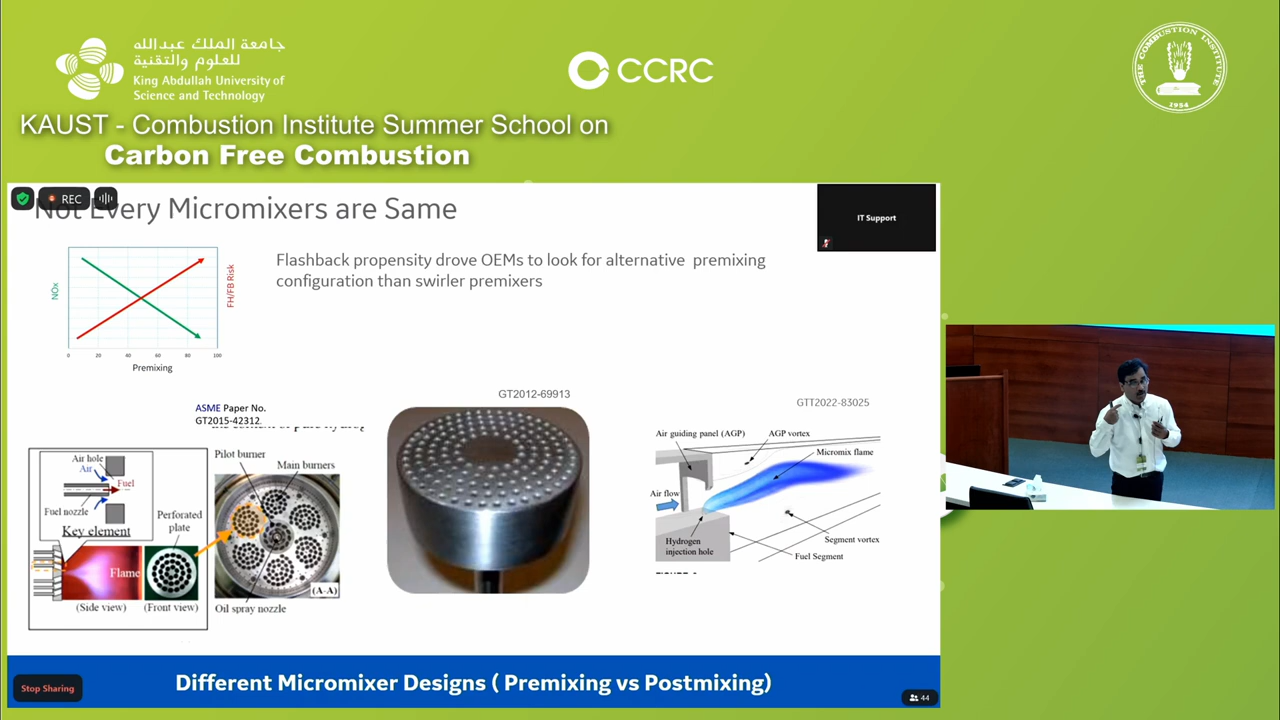 جامعة الملك عبدالله
للعلوم والتقنية
King Abdullah University of
Science and Technology
CCRC
THE COMBUSTION INSTITUTE
1954
KAUST - Combustion Institute Summer School on
Carbon Free Combustion
REC
Not Every Micromixers are Same
IT Support
Flashback propensity drove OEMs to look for alternative premixing
configuration than swirler premixers
NOx
FH/FB Risk
0 20 40 60 80 100
Premixing
ASME Paper No.
GT2015-42312.
GT2012-69913
GTT2022-83025
Air hole
Air
Fuel
Fuel nozzle
Key element
Pilot burner
Main burners
Perforated
plate
Flame
(Side view)
(Front view)
(A-A)
Oil spray nozzle
Air guiding panel (AGP)
AGP vortex
Micromix flame
Air flow
Hydrogen
injection hole
Segment vortex
Fuel Segment
Different Micromixer Designs ( Premixing vs Postmixing)
Stop Sharing
44